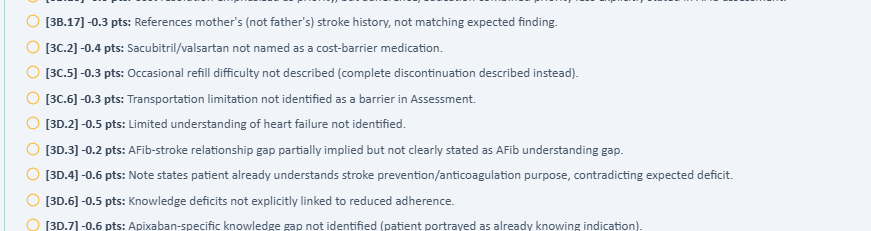 [3B.17] -0.3 pts: References mother's (not father's) stroke history, not matching expected finding.
[3C.2] -0.4 pts: Sacubitril/valsartan not named as a cost-barrier medication.
[3C.5] -0.3 pts: Occasional refill difficulty not described (complete discontinuation described instead).
[3C.6] -0.3 pts: Transportation limitation not identified as a barrier in Assessment.
[3D.2] -0.5 pts: Limited understanding of heart failure not identified.
[3D.3] -0.2 pts: AFib-stroke relationship gap partially implied but not clearly stated as AFib understanding gap.
[3D.4] -0.6 pts: Note states patient already understands stroke prevention/anticoagulation purpose, contradicting expected deficit.
[3D.6] -0.5 pts: Knowledge deficits not explicitly linked to reduced adherence.
[3D.7] -0.6 pts: Apixaban-specific knowledge gap not identified (patient portrayed as already knowing indication).